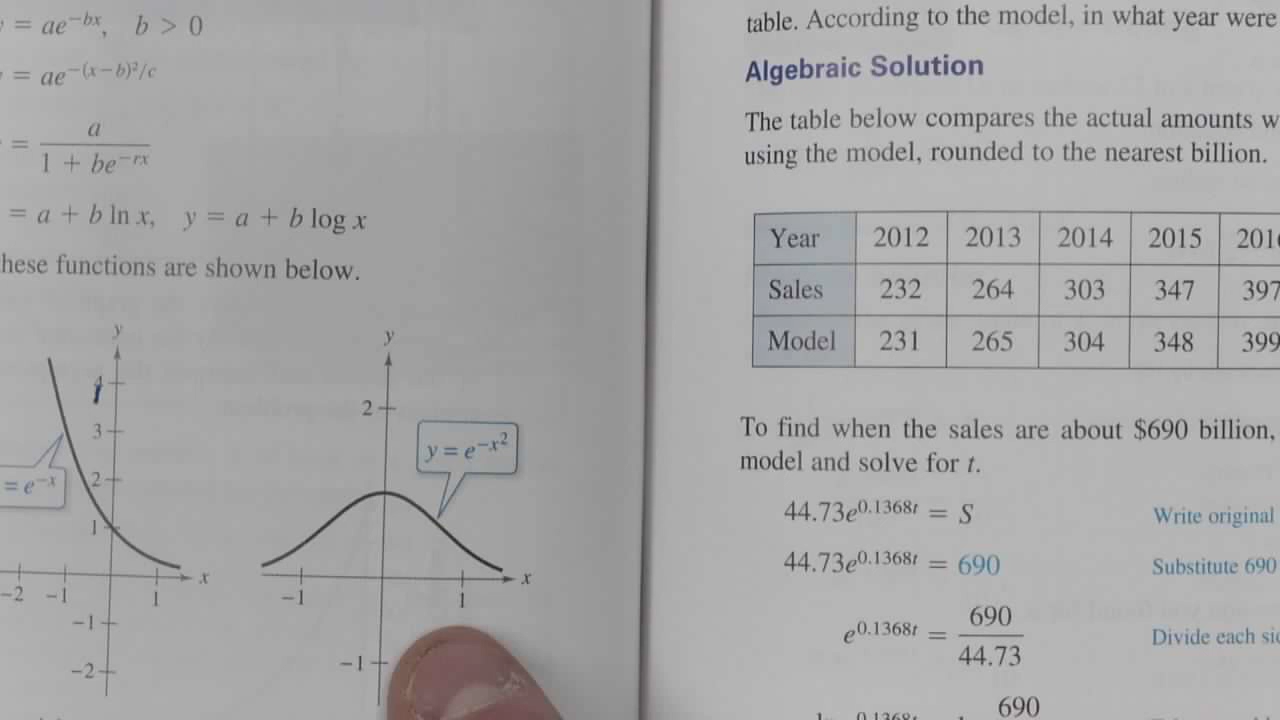 = ae^{-bx}, b > 0
= ae^{-(x-b)²/c}
= a / (1 + be^{-rx})
= a + b ln x, y = a + b log x
hese functions are shown below.
y
4
3
2
1
= e^{-x}
-2 -1 1 x
-1
-2
y
2
y = e^{-x²}
-1 1 x
-1
table. According to the model, in what year were
Algebraic Solution
The table below compares the actual amounts w
using the model, rounded to the nearest billion.
Year 2012 2013 2014 2015 201
Sales 232 264 303 347 397
Model 231 265 304 348 399
To find when the sales are about $690 billion,
model and solve for t.
44.73e^{0.1368t} = S Write original
44.73e^{0.1368t} = 690 Substitute 690
e^{0.1368t} = 690 / 44.73 Divide each si
690